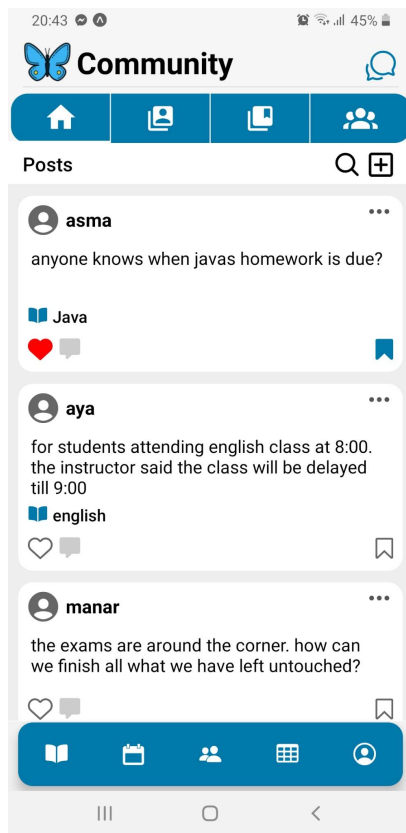 20:43 45%
Community
Posts
asma
anyone knows when javas homework is due?
Java
aya
for students attending english class at 8:00.
the instructor said the class will be delayed
till 9:00
english
manar
the exams are around the corner. how can
we finish all what we have left untouched?